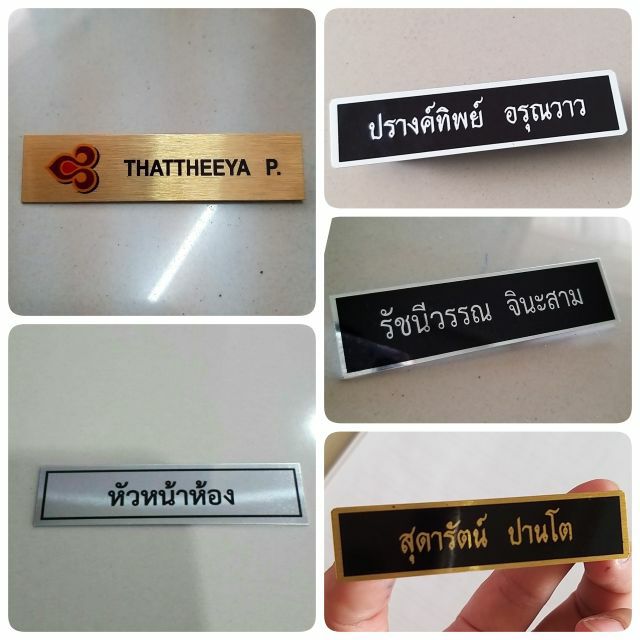 THATTHEEYA P.
ปรางค์ทิพย์ อรุณวาว
รัชนีวรรณ จินะสาม
หัวหน้าห้อง
สุดารัตน์ ปานโต